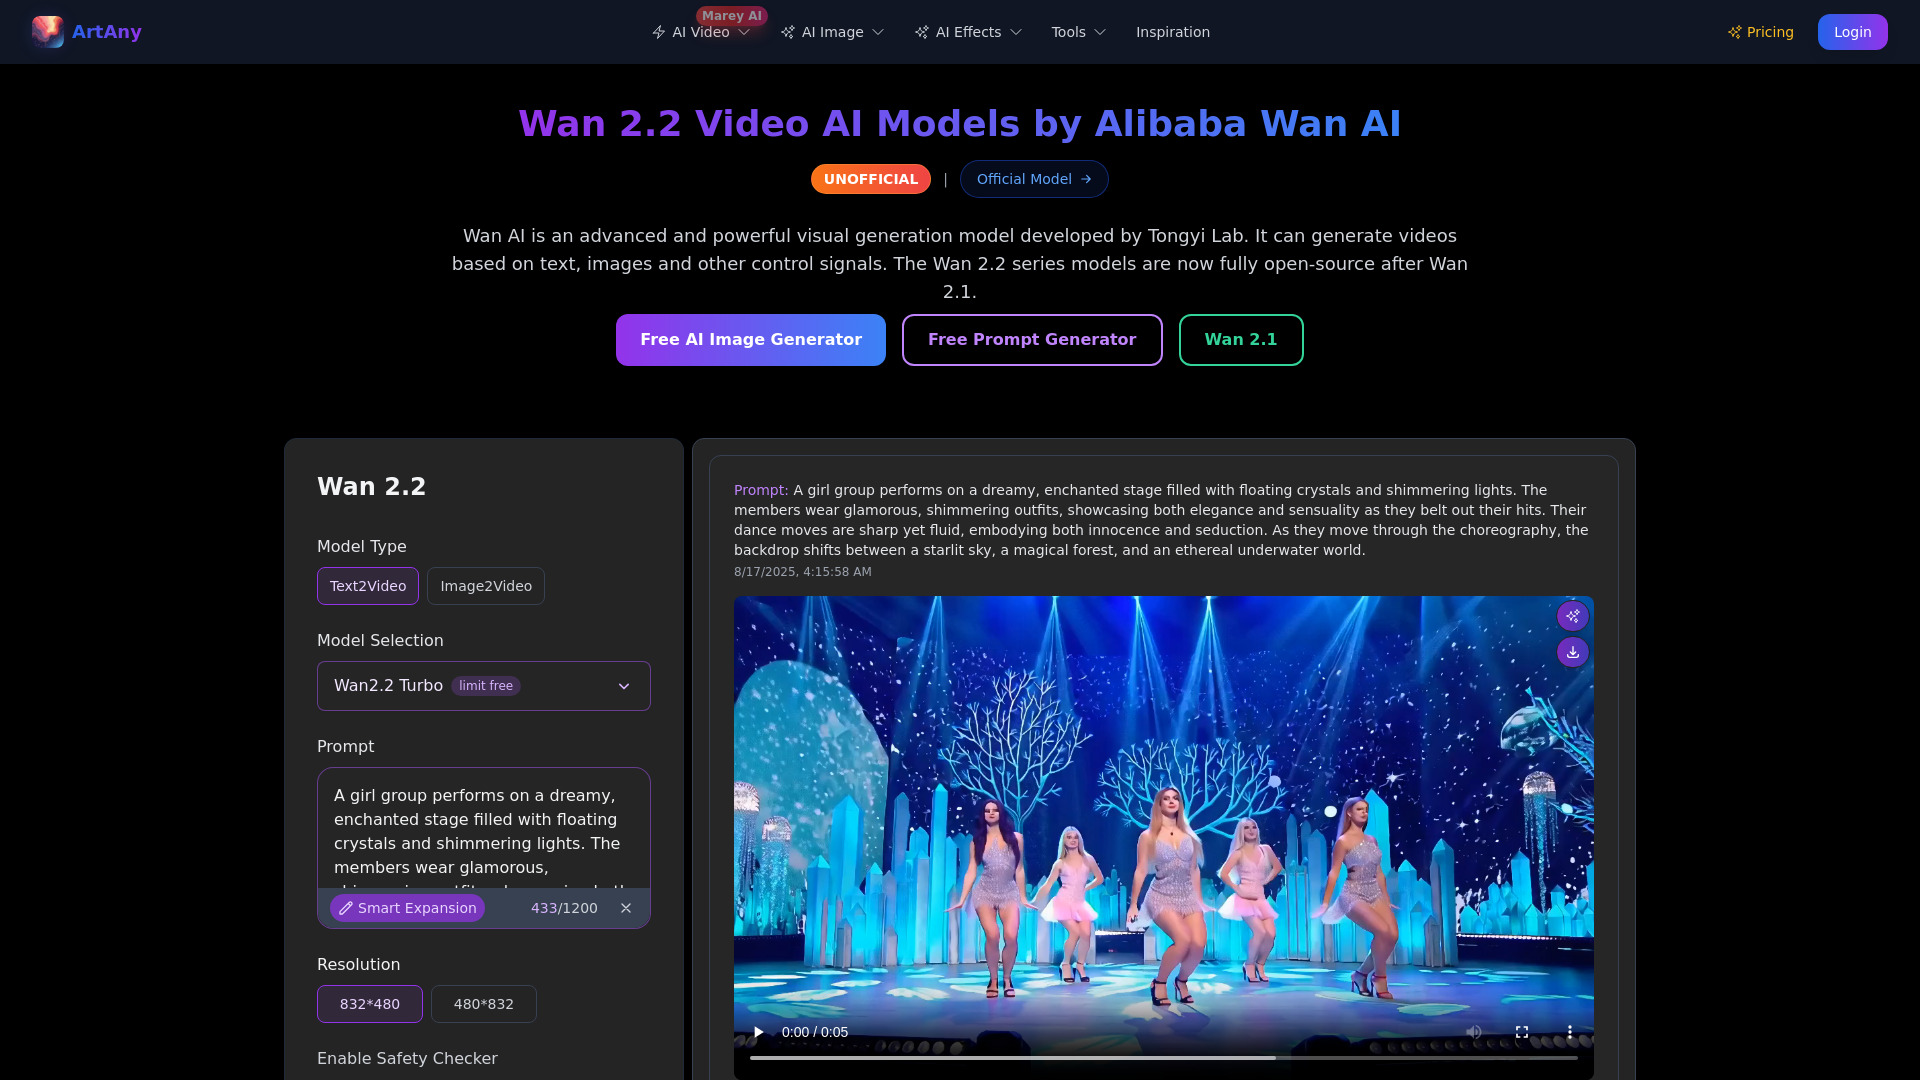 ArtAny
AI Video
Marey AI
AI Image
AI Effects
Tools
Inspiration
Pricing
Login
Wan 2.2 Video AI Models by Alibaba Wan AI
UNOFFICIAL | Official Model →
Wan AI is an advanced and powerful visual generation model developed by Tongyi Lab. It can generate videos
based on text, images and other control signals. The Wan 2.2 series models are now fully open-source after Wan
2.1.
Free AI Image Generator
Free Prompt Generator
Wan 2.1
Wan 2.2
Model Type
Text2Video
Image2Video
Model Selection
Wan2.2 Turbo limit free
Prompt
A girl group performs on a dreamy,
enchanted stage filled with floating
crystals and shimmering lights. The
members wear glamorous,
Smart Expansion
433/1200
Resolution
832*480
480*832
Enable Safety Checker
Prompt: A girl group performs on a dreamy, enchanted stage filled with floating crystals and shimmering lights. The
members wear glamorous, shimmering outfits, showcasing both elegance and sensuality as they belt out their hits. Their
dance moves are sharp yet fluid, embodying both innocence and seduction. As they move through the choreography, the
backdrop shifts between a starlit sky, a magical forest, and an ethereal underwater world.
8/17/2025, 4:15:58 AM
0:00 / 0:05